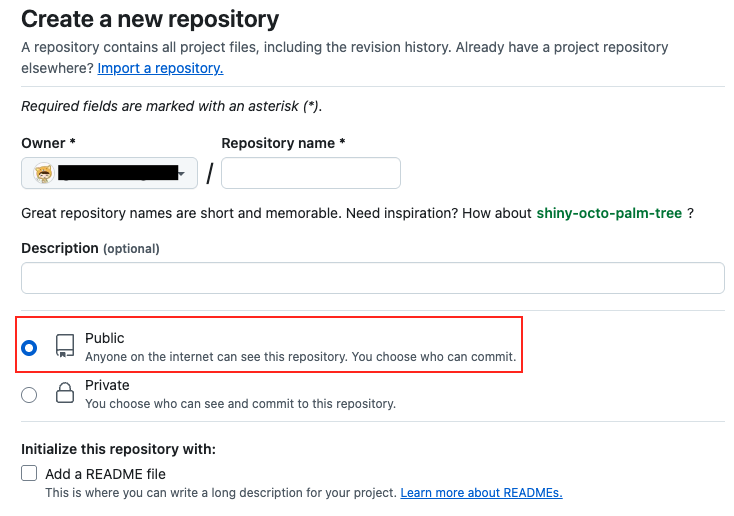 Create a new repository
A repository contains all project files, including the revision history. Already have a project repository
elsewhere? Import a repository.
Required fields are marked with an asterisk (*).
Owner * Repository name *
/
Great repository names are short and memorable. Need inspiration? How about shiny-octo-palm-tree ?
Description (optional)
Public
Anyone on the internet can see this repository. You choose who can commit.
Private
You choose who can see and commit to this repository.
Initialize this repository with:
Add a README file
This is where you can write a long description for your project. Learn more about READMEs.